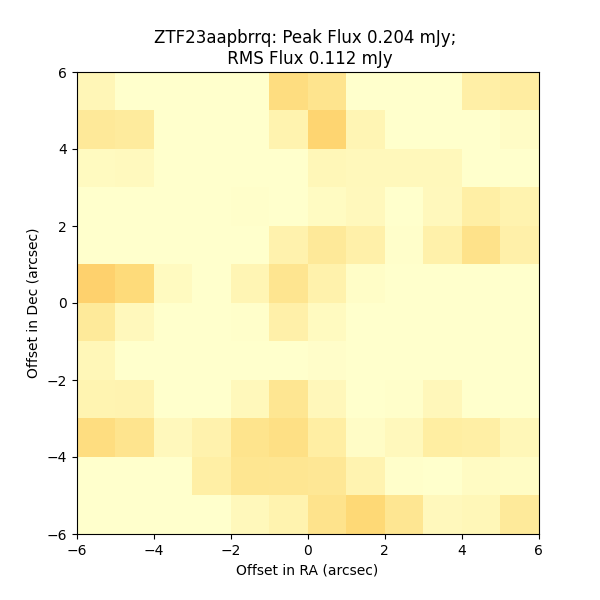 ZTF23aapbrrq: Peak Flux 0.204 mJy;
RMS Flux 0.112 mJy
6
4
2
0
−2
−4
−6
Offset in Dec (arcsec)
−6 −4 −2 0 2 4 6
Offset in RA (arcsec)